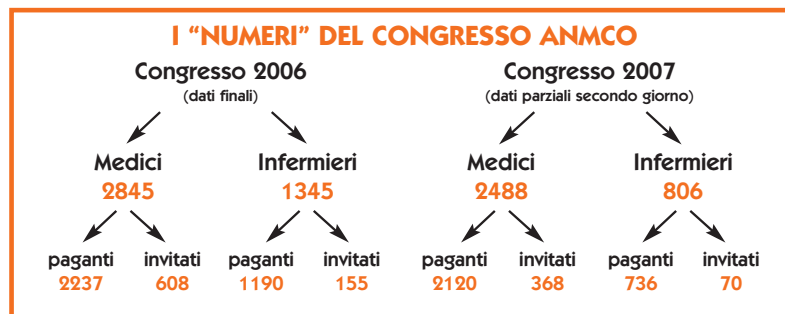 I “NUMERI” DEL CONGRESSO ANMCO
Congresso 2006 Congresso 2007
(dati finali) (dati parziali secondo giorno)
Medici Infermieri Medici Infermieri
2845 1345 2488 806
paganti invitati paganti invitati paganti invitati paganti invitati
2237 608 1190 155 2120 368 736 70